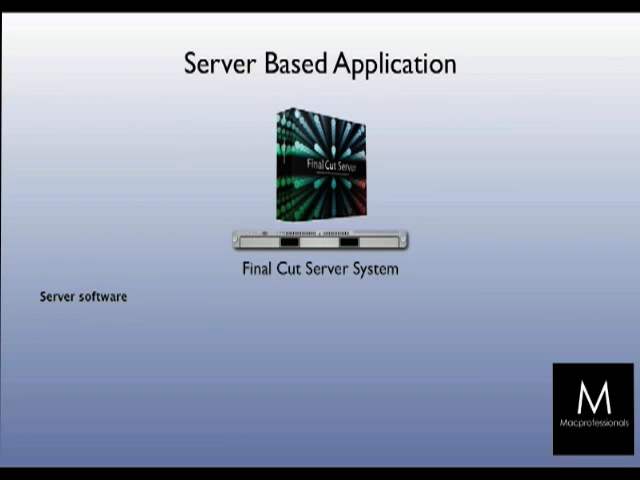 Server Based Application
Final Cut Server
Final Cut Server System
Server software
M
Macprofessionals